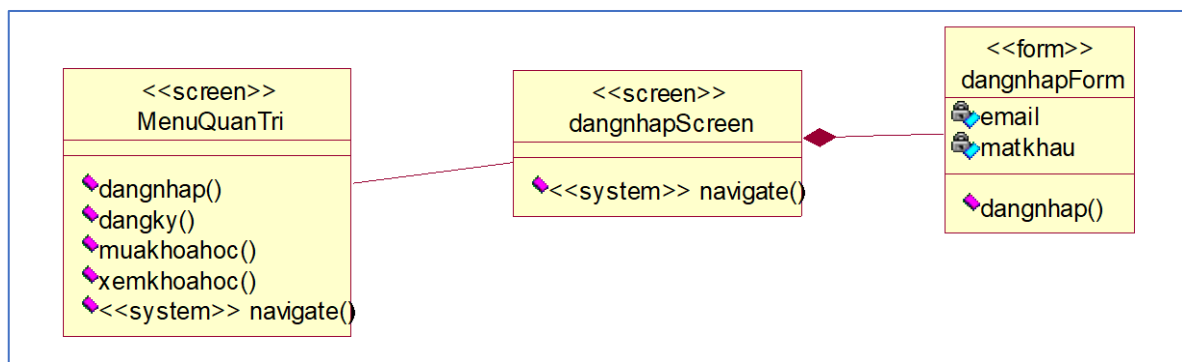 <<screen>>
MenuQuanTri
dangnhap()
dangky()
muakhoahoc()
xemkhoahoc()
<<system>> navigate()
<<screen>>
dangnhapScreen
<<system>> navigate()
<<form>>
dangnhapForm
email
matkhau
dangnhap()